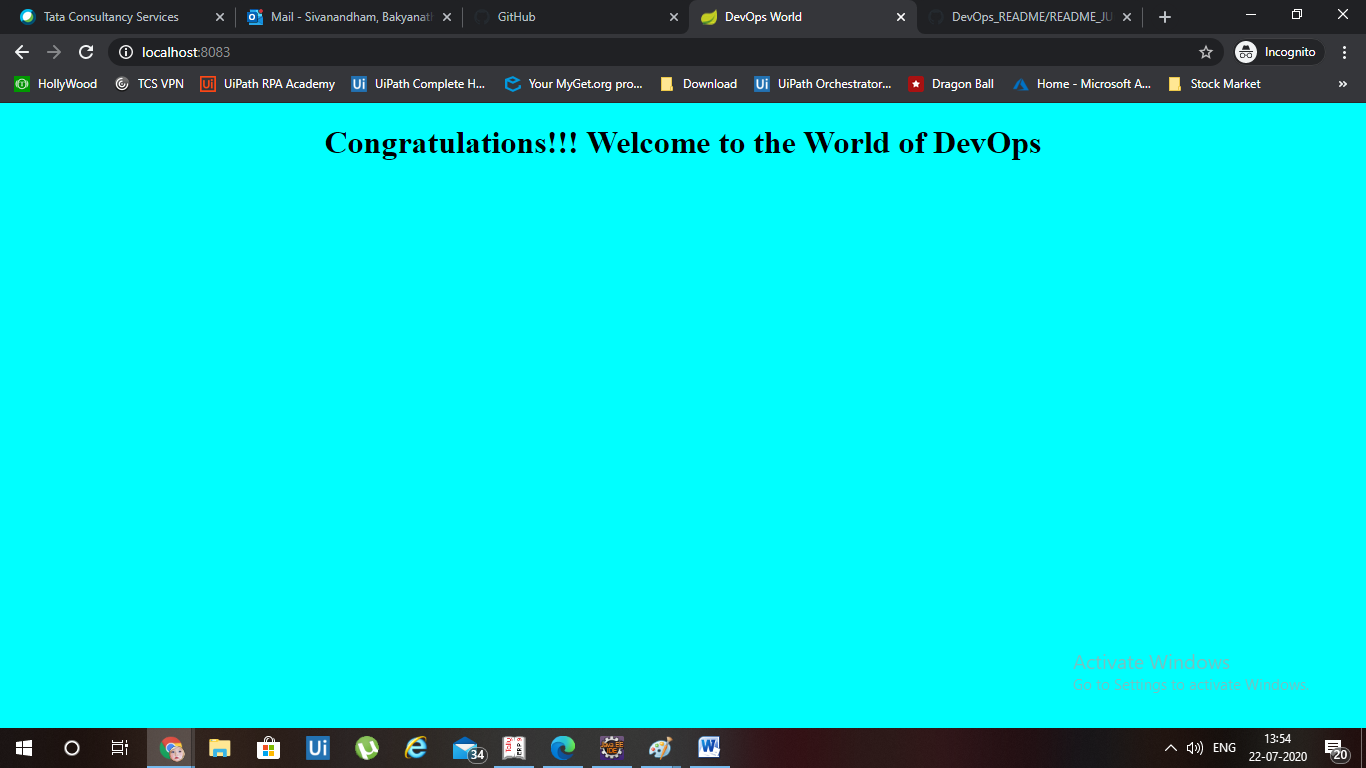 Tata Consultancy Services
Mail - Sivanandham, Bakyanath
GitHub
DevOps World
DevOps_README/README_JU
localhost:8083
Incognito
HollyWood
TCS VPN
UiPath RPA Academy
UiPath Complete H...
Your MyGet.org pro...
Download
UiPath Orchestrator...
Dragon Ball
Home - Microsoft A...
Stock Market
Congratulations!!! Welcome to the World of DevOps
Activate Windows
Go to Settings to activate Windows.
34
ENG
13:54
22-07-2020
20